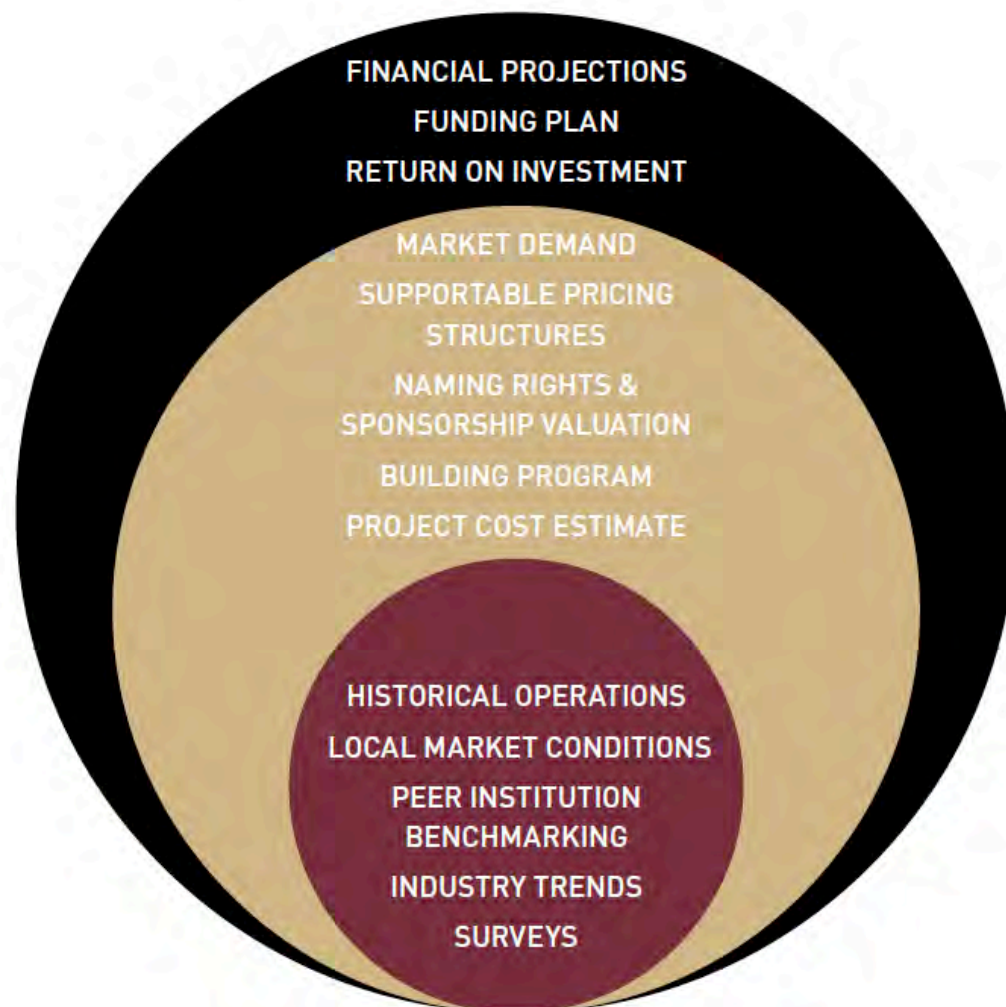 FINANCIAL PROJECTIONS
FUNDING PLAN
RETURN ON INVESTMENT
MARKET DEMAND
SUPPORTABLE PRICING
STRUCTURES
NAMING RIGHTS &
SPONSORSHIP VALUATION
BUILDING PROGRAM
PROJECT COST ESTIMATE
HISTORICAL OPERATIONS
LOCAL MARKET CONDITIONS
PEER INSTITUTION
BENCHMARKING
INDUSTRY TRENDS
SURVEYS